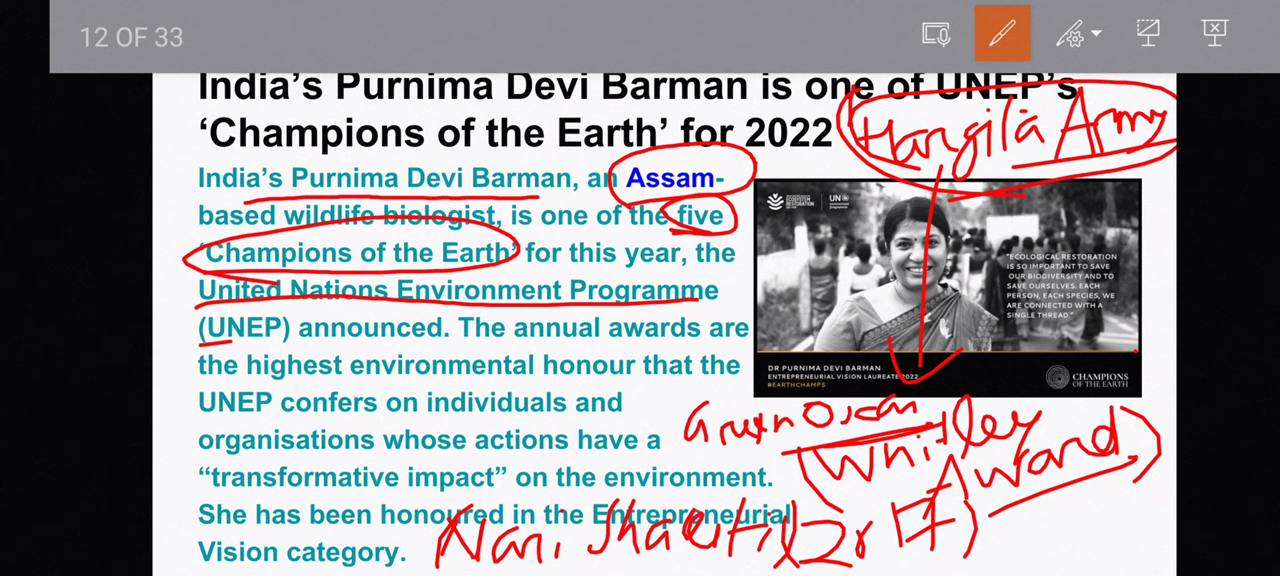 12 OF 33
India's Purnima Devi Barman is one of UNEP's
'Champions of the Earth' for 2022
Hargila Army
India's Purnima Devi Barman, an Assam-
based wildlife biologist, is one of the five
'Champions of the Earth' for this year, the
United Nations Environment Programme
(UNEP) announced. The annual awards are
the highest environmental honour that the
UNEP confers on individuals and
organisations whose actions have a
"transformative impact" on the environment.
She has been honoured in the Entrepreneurial
Vision category.
ECOSYSTEM
RESTORATION
UN
environment
programme
"ECOLOGICAL RESTORATION
IS SO IMPORTANT TO SAVE
OUR BIODIVERSITY AND TO
SAVE OURSELVES. EACH
PERSON, EACH SPECIES, WE
ARE CONNECTED WITH A
SINGLE THREAD."
DR PURNIMA DEVI BARMAN
ENTREPRENEURIAL VISION LAUREATE 2022
#EARTHCHAMPS
CHAMPIONS
OF THE EARTH
Green Oscar
(Whitley
Award)
Nari Shakti (2017)